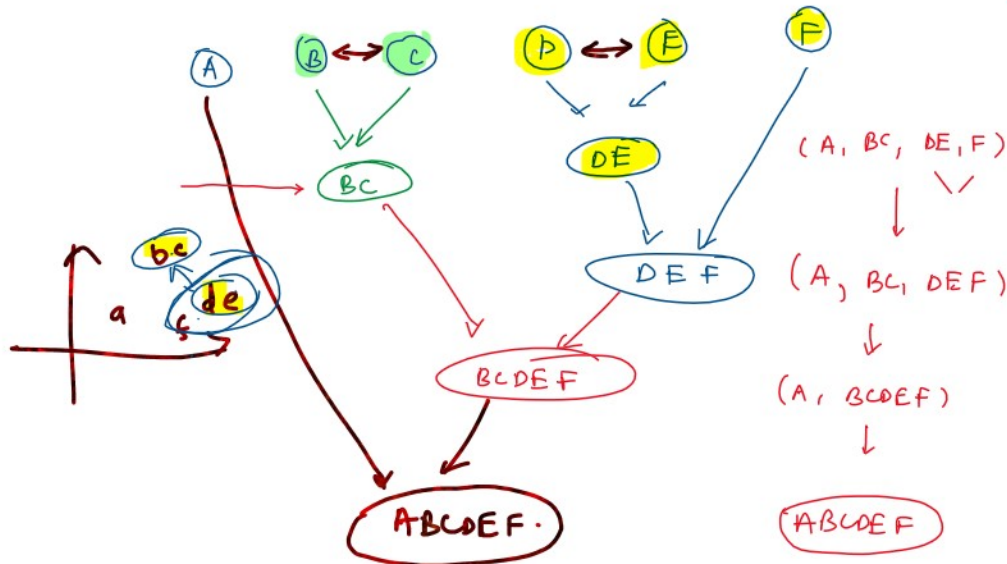 A
B
C
D
E
F
BC
DE
(A, BC, DE, F)
b.c
de
a
DEF
(A, BC, DEF)
BCDEF
(A, BCDEF)
ABCDEF.
ABCDEF